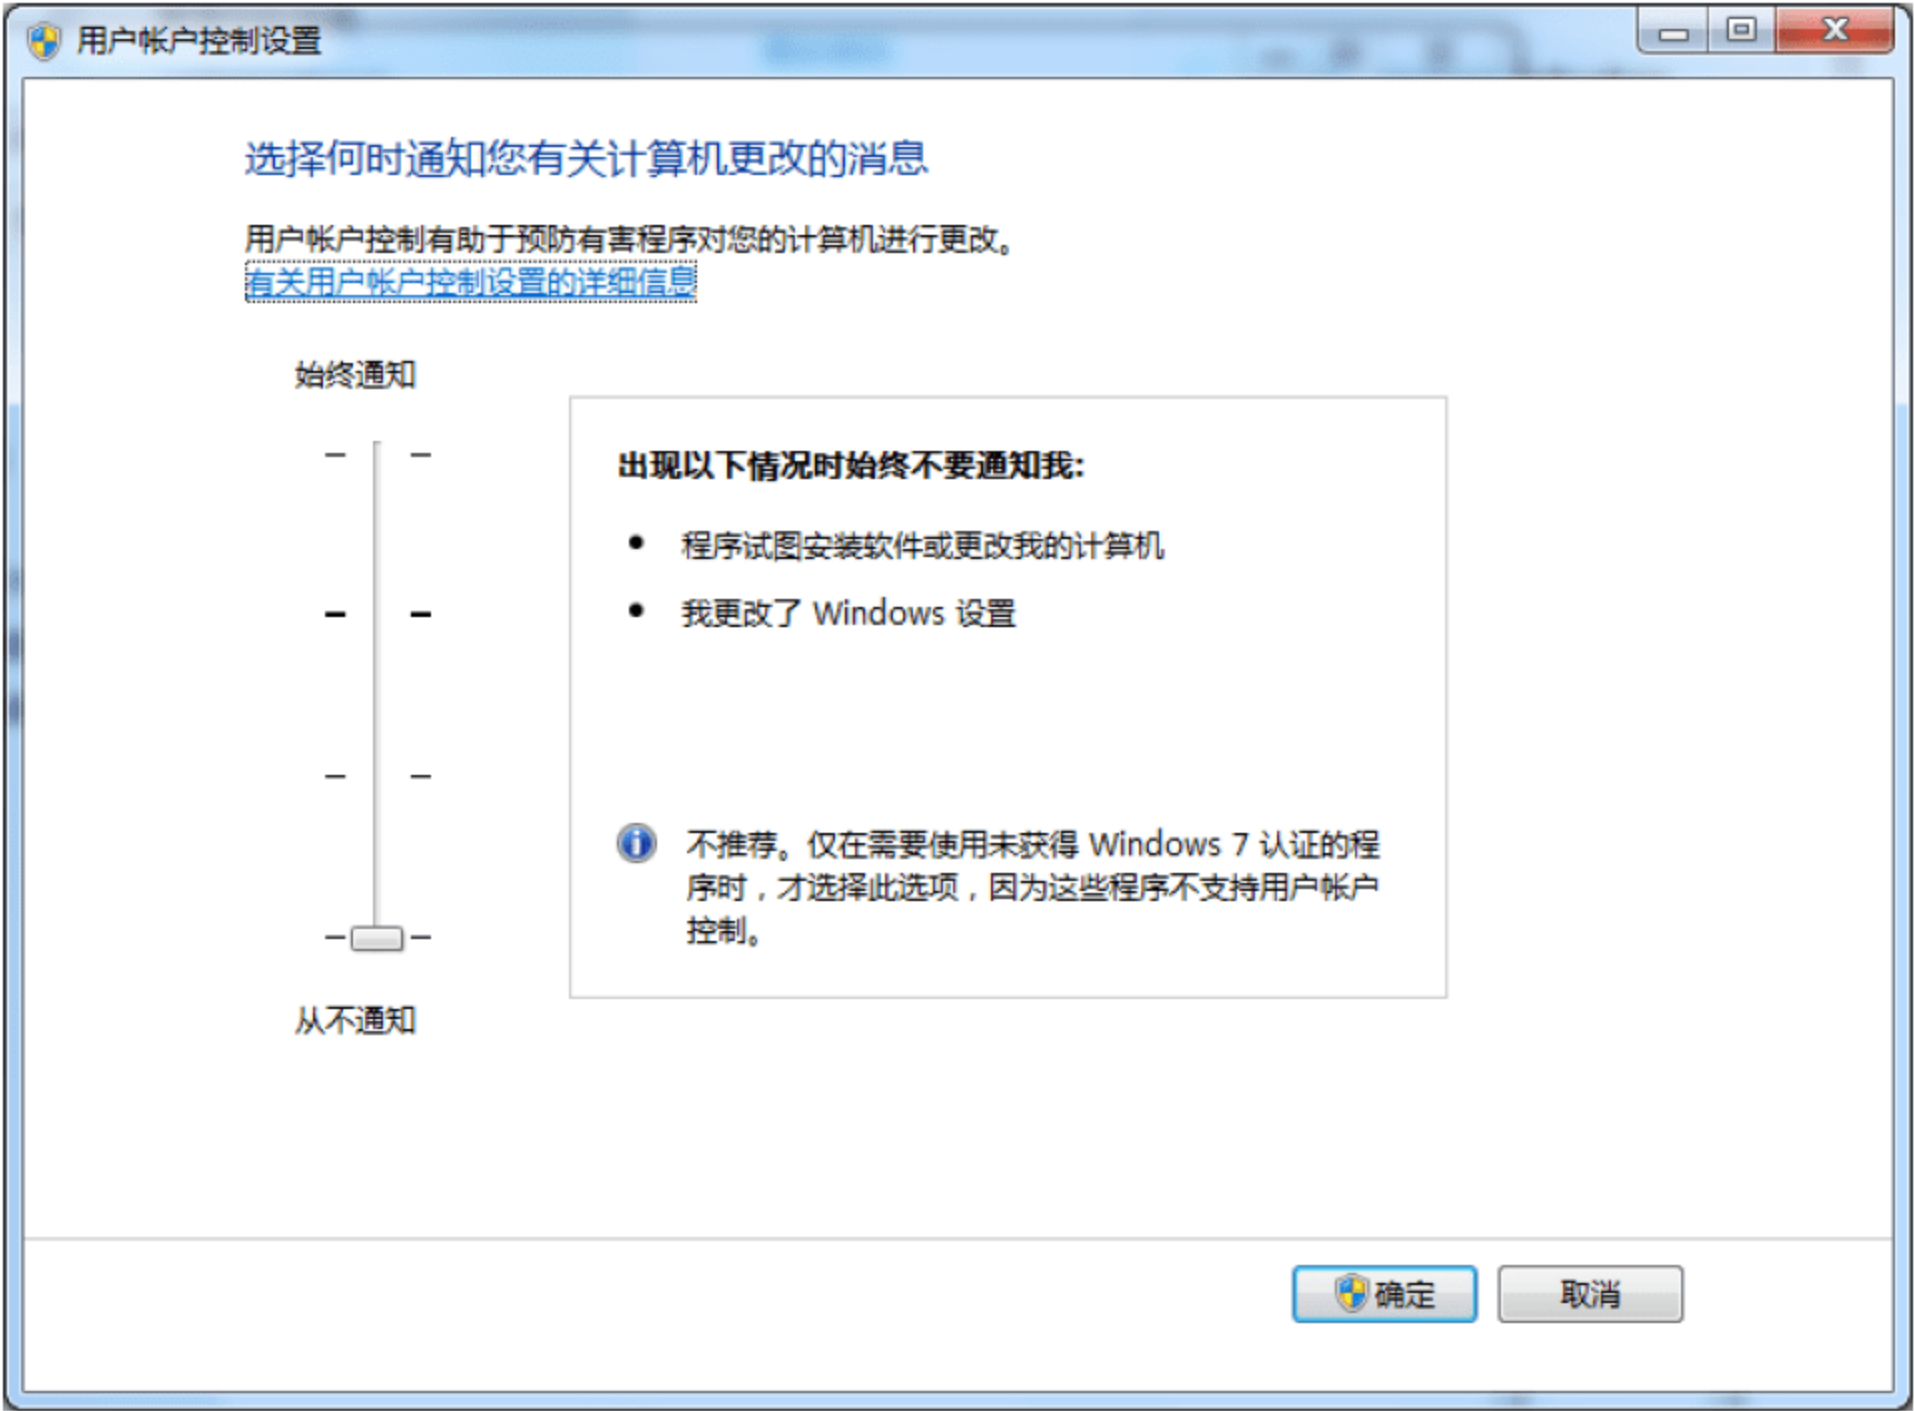 用户帐户控制设置
选择何时通知您有关计算机更改的消息
用户帐户控制有助于预防有害程序对您的计算机进行更改。
有关用户帐户控制设置的详细信息
始终通知
出现以下情况时始终不要通知我:
• 程序试图安装软件或更改我的计算机
• 我更改了 Windows 设置
不推荐。仅在需要使用未获得 Windows 7 认证的程
序时，才选择此选项，因为这些程序不支持用户帐户
控制。
从不通知
确定
取消